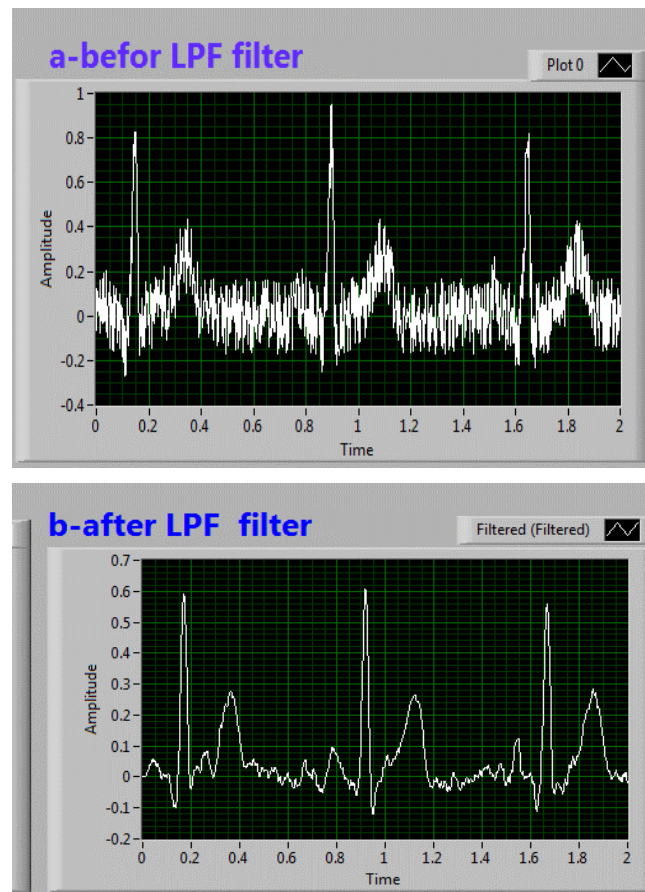 a-befor LPF filter
Plot 0
1
0.8
0.6
0.4
0.2
0
-0.2
-0.4
Amplitude
0 0.2 0.4 0.6 0.8 1 1.2 1.4 1.6 1.8 2
Time
b-after LPF filter
Filtered (Filtered)
0.7
0.6
0.5
0.4
0.3
0.2
0.1
0
-0.1
-0.2
Amplitude
0 0.2 0.4 0.6 0.8 1 1.2 1.4 1.6 1.8 2
Time